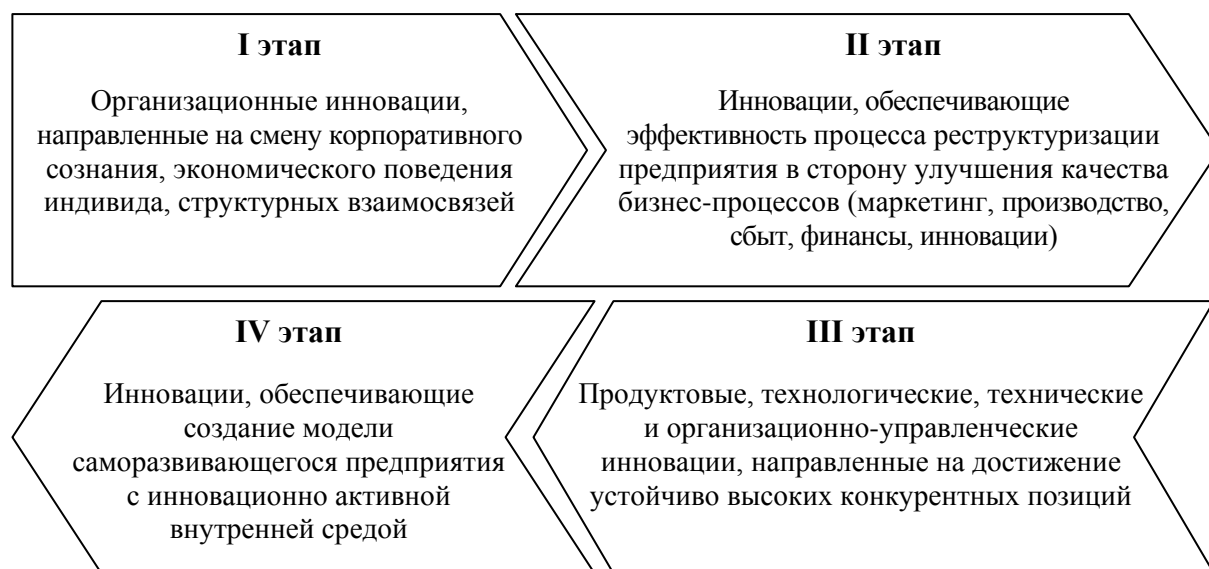 I этап
Организационные инновации,
направленные на смену корпоративного
сознания, экономического поведения
индивида, структурных взаимосвязей
II этап
Инновации, обеспечивающие
эффективность процесса реструктуризации
предприятия в сторону улучшения качества
бизнес-процессов (маркетинг, производство,
сбыт, финансы, инновации)
IV этап
Инновации, обеспечивающие
создание модели
саморазвивающегося предприятия
с инновационно активной
внутренней средой
III этап
Продуктовые, технологические, технические
и организационно-управленческие
инновации, направленные на достижение
устойчиво высоких конкурентных позиций